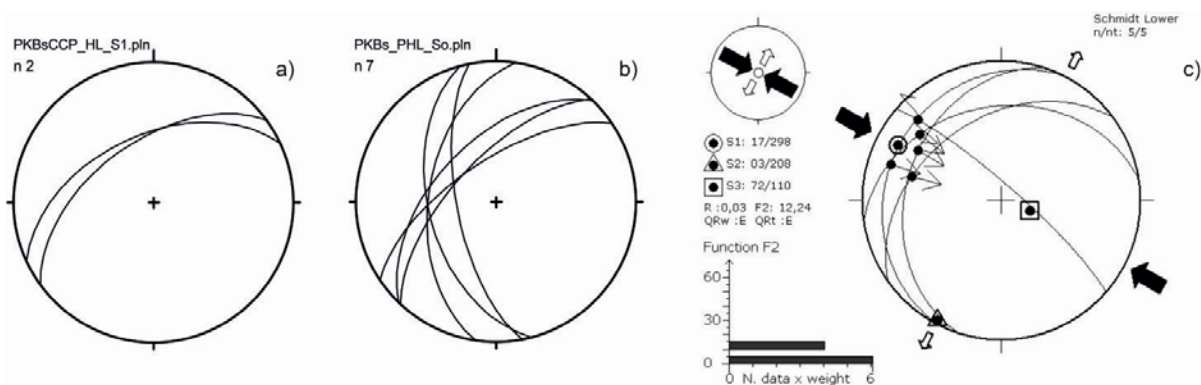 PKBsCCP_HL_S1.pln
n 2
a)
PKBs_PHL_So.pln
n 7
b)
Schmidt Lower
n/nt: 5/5
c)
S1: 17/298
S2: 03/208
S3: 72/110
R :0,03 F2: 12,24
QRw :E QRt :E
Function F2
60
30
0
0 N. data x weight 6